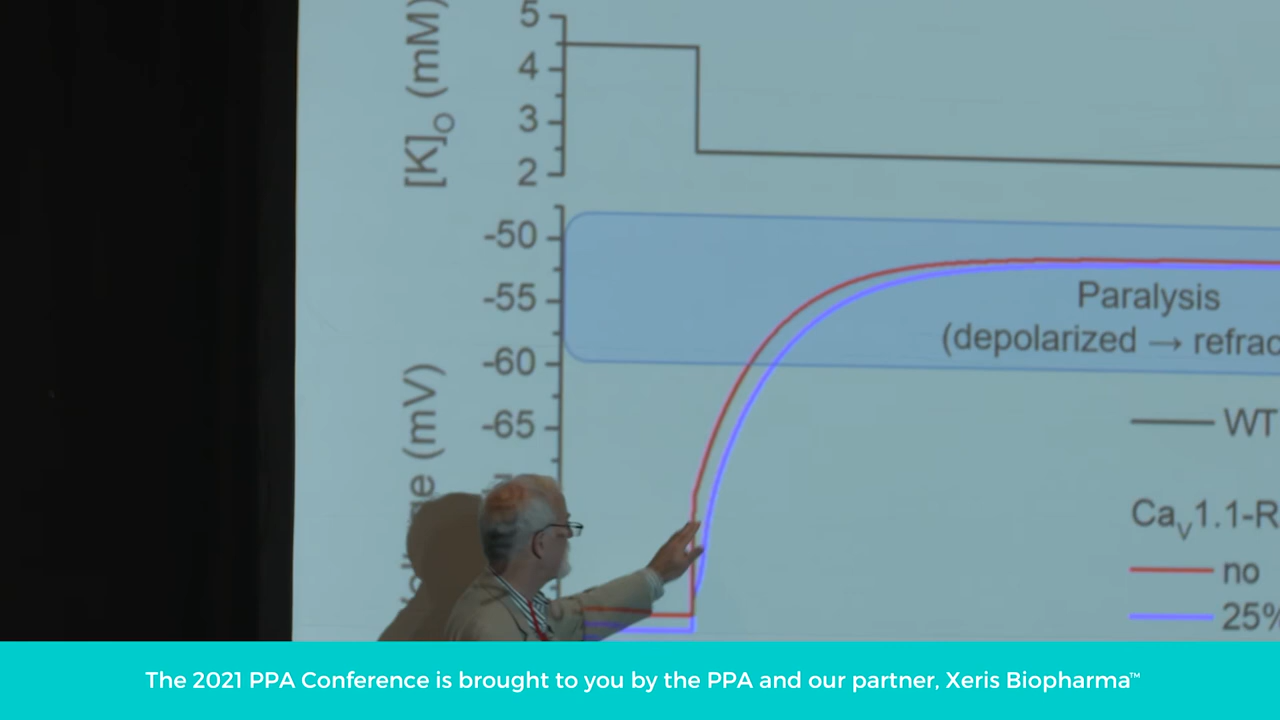 5
[K]O (mM)
4
3
2
-50
-55
Paralysis
(depolarized → refrac
-60
-65
WT
CaV1.1-R
no
25%
The 2021 PPA Conference is brought to you by the PPA and our partner, Xeris Biopharma™